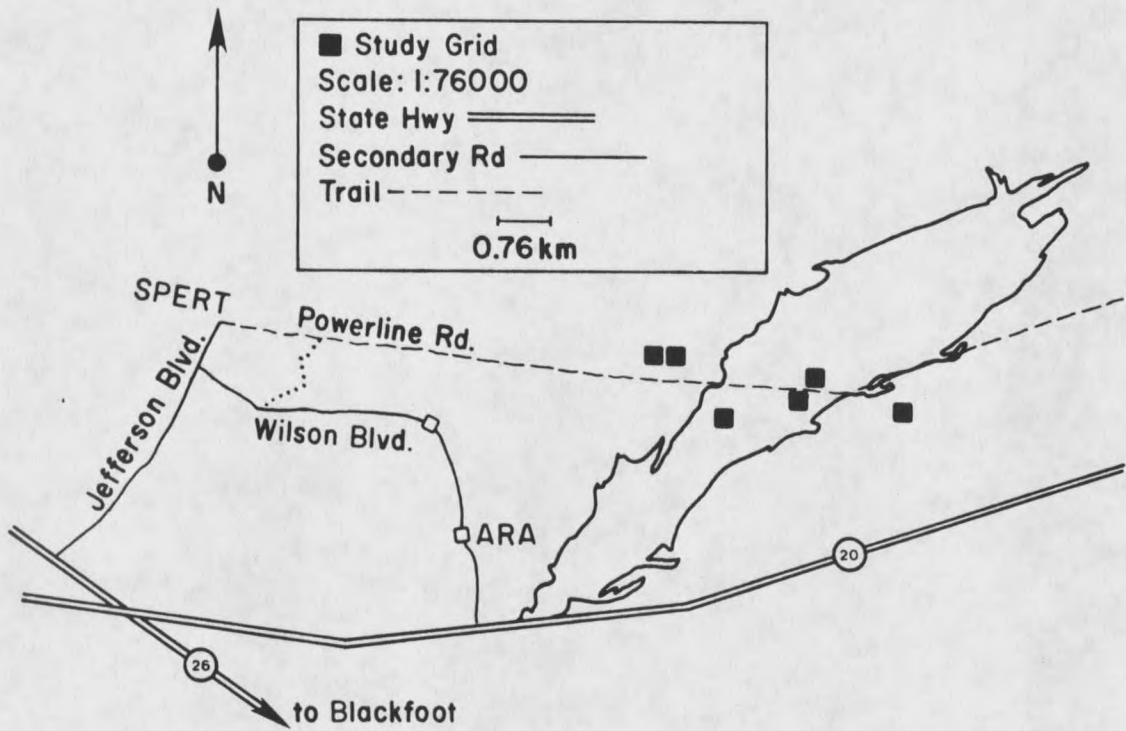 Study Grid
Scale: 1:76000
State Hwy
Secondary Rd
Trail
0.76 km
N
SPERT
Powerline Rd.
Jefferson Blvd.
Wilson Blvd.
ARA
20
26
to Blackfoot